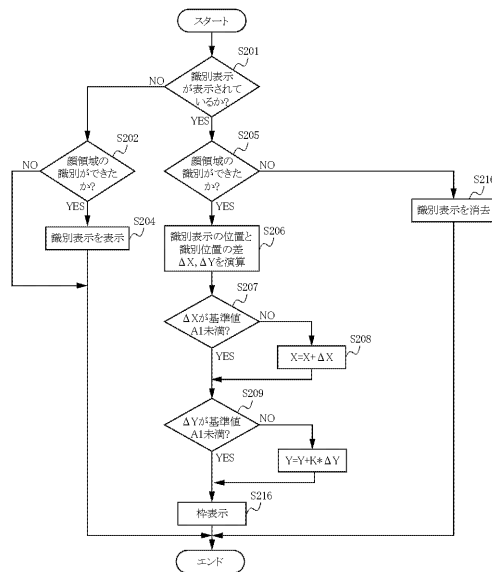 スタート
S201
識別表示
が表示されて
いるか?
NO
YES
S202
顔領域の
識別ができた
か?
NO
YES
S204
識別表示を表示
S205
顔領域の
識別ができた
か?
NO
YES
S216
識別表示を消去
S206
識別表示の位置と
識別位置の差
ΔX,ΔYを演算
S207
ΔXが基準値
A1未満?
NO
YES
S208
X=X+ΔX
S209
ΔYが基準値
A1未満?
NO
YES
Y=Y+K*ΔY
S216
枠表示
エンド